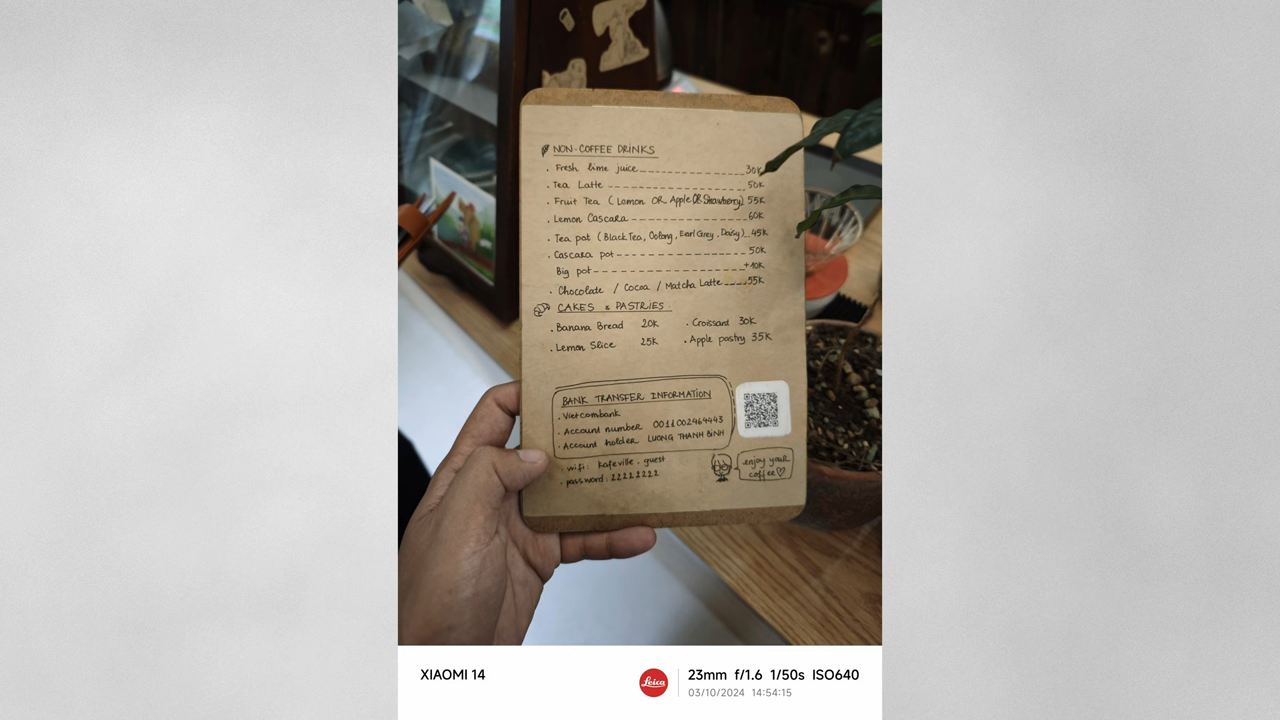 NON-COFFEE DRINKS
. Fresh lime juice 30K
. Tea Latte 50K
. Fruit Tea ( Lemon OR Apple OR Strawberry) 55K
. Lemon Cascara 60K
. Tea pot (Black Tea, Oolong, Earl Grey, Daisy) 45K
. Cascara pot 50K
Big pot +10K
. Chocolate / Cocoa / Matcha Latte 55K
CAKES & PASTRIES
. Banana Bread 20K . Croissant 30K
. Lemon Slice 25K . Apple pastry 35K
BANK TRANSFER INFORMATION
. Vietcombank
. Account number 0011002464443
. Account holder LUONG THANH BINH
. wifi: kafeville . guest
. password: 22222222
enjoy your
coffee
XIAOMI 14
Leica
23mm f/1.6 1/50s ISO640
03/10/2024 14:54:15